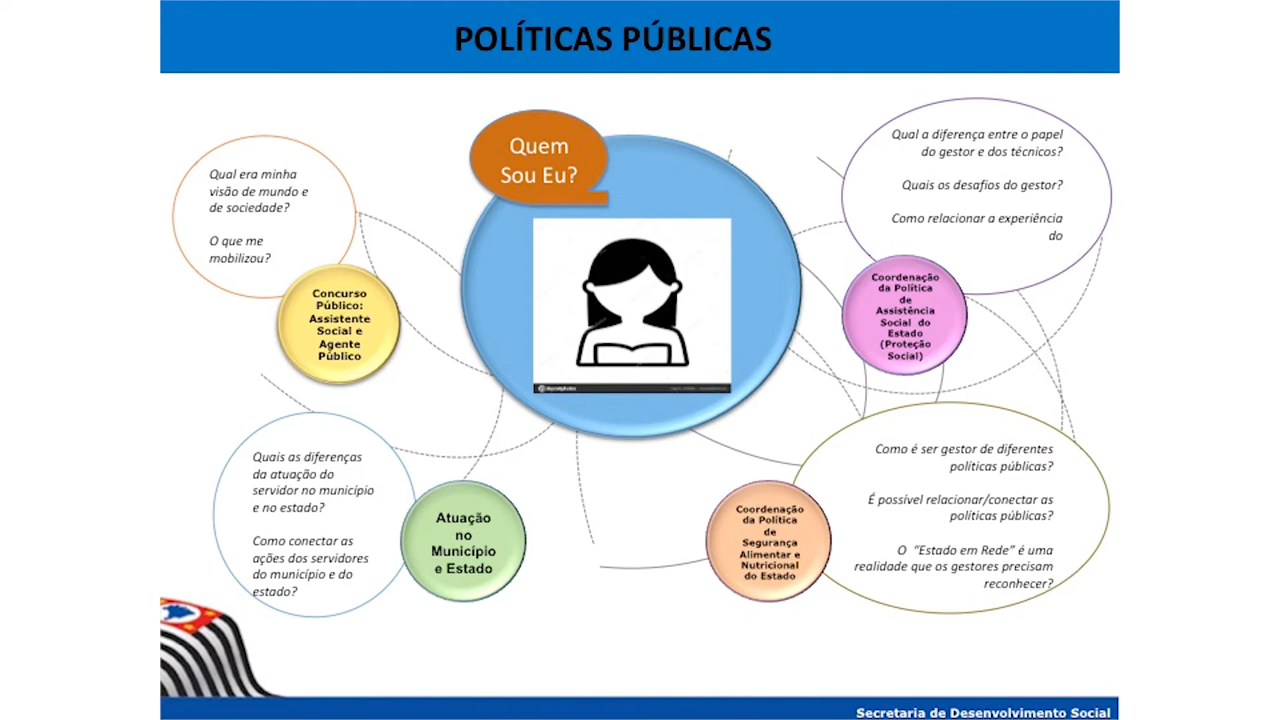 POLÍTICAS PÚBLICAS
Quem
Sou Eu?
Qual era minha
visão de mundo e
de sociedade?
O que me
mobilizou?
Concurso
Público:
Assistente
Social e
Agente
Público
Qual a diferença entre o papel
do gestor e dos técnicos?
Quais os desafios do gestor?
Como relacionar a experiência
do
Coordenação
da Política
de
Assistência
Social do
Estado
(Proteção
Social)
Quais as diferenças
da atuação do
servidor no município
e no estado?
Como conectar as
ações dos servidores
do município e do
estado?
Atuação
no
Município
e Estado
Coordenação
da Política
de
Segurança
Alimentar e
Nutricional
do Estado
Como é ser gestor de diferentes
políticas públicas?
É possível relacionar/conectar as
políticas públicas?
O “Estado em Rede” é uma
realidade que os gestores precisam
reconhecer?
Secretaria de Desenvolvimento Social